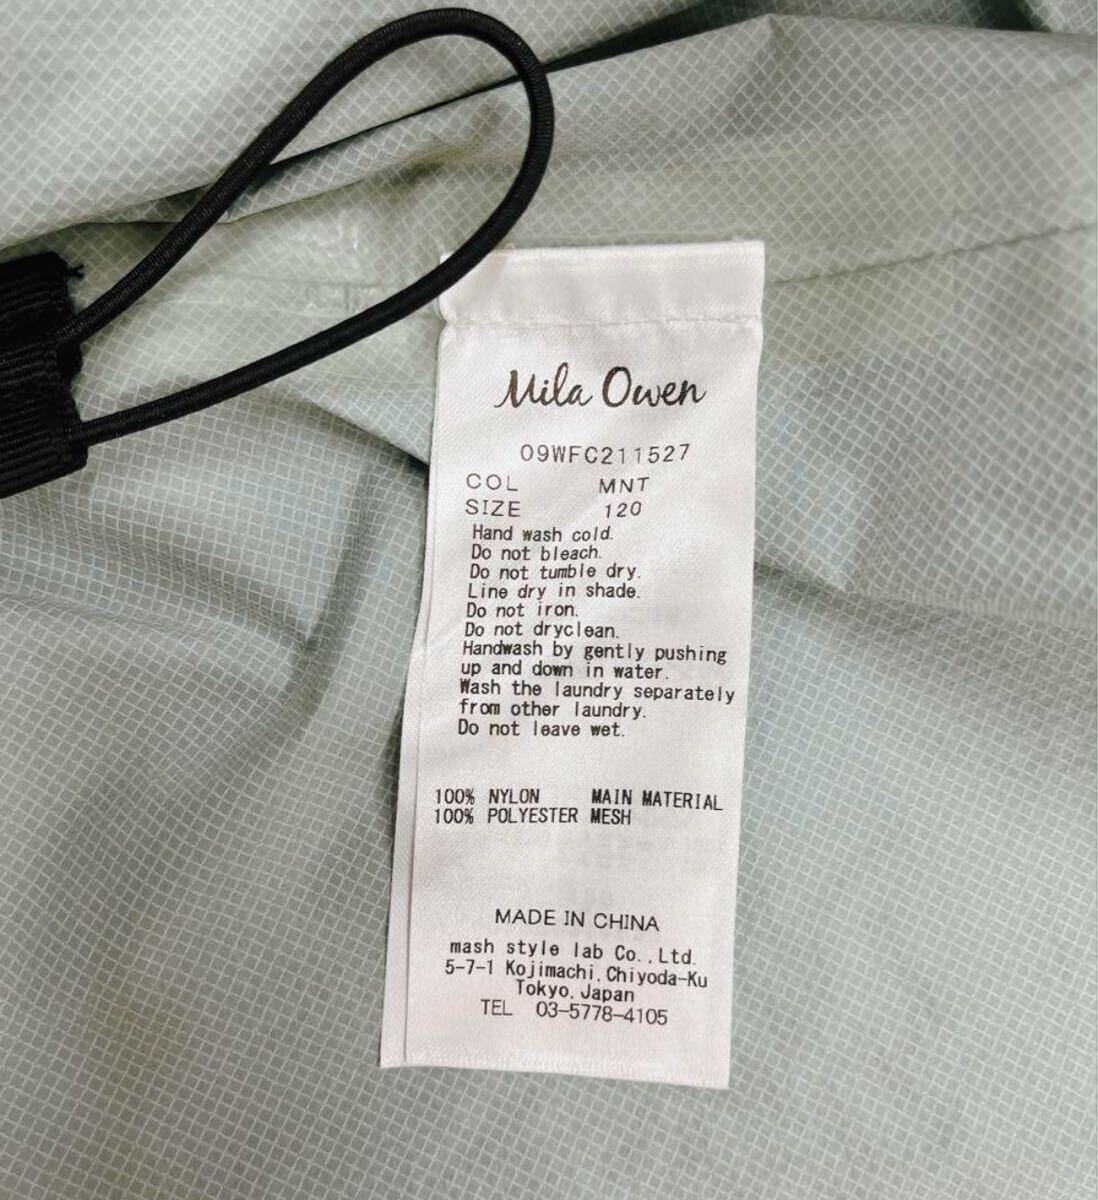 Mila Owen
09WFC211527
COL MNT
SIZE 120
Hand wash cold.
Do not bleach.
Do not tumble dry.
Line dry in shade.
Do not iron.
Do not dryclean.
Handwash by gently pushing
up and down in water.
Wash the laundry separately
from other laundry.
Do not leave wet.
100% NYLON MAIN MATERIAL
100% POLYESTER MESH
MADE IN CHINA
mash style lab Co.,Ltd.
5-7-1 Kojimachi, Chiyoda-Ku
Tokyo, Japan
TEL 03-5778-4105